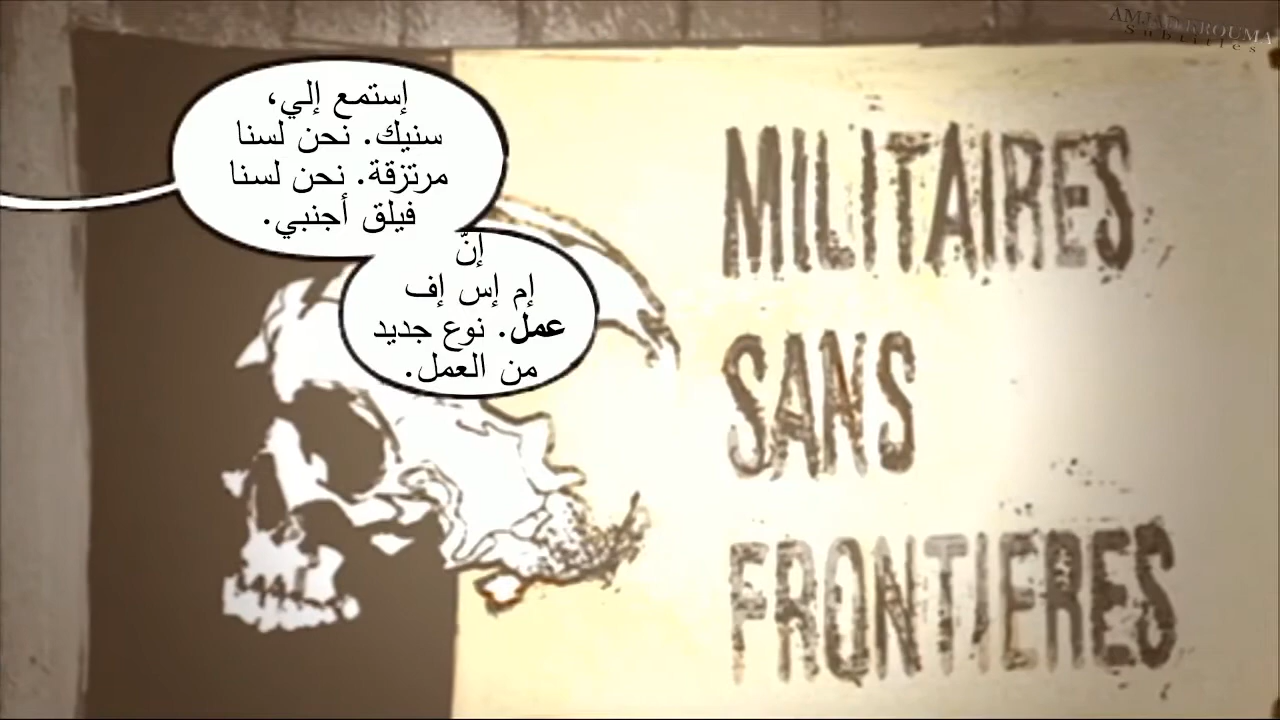 إستمع إلي،
سنيك. نحن لسنا
مرتزقة. نحن لسنا
فيلق أجنبي.
إنّ
إم إس إف
عمل. نوع جديد
من العمل.
MILITAIRES
SANS
FRONTIERES
Subtitles